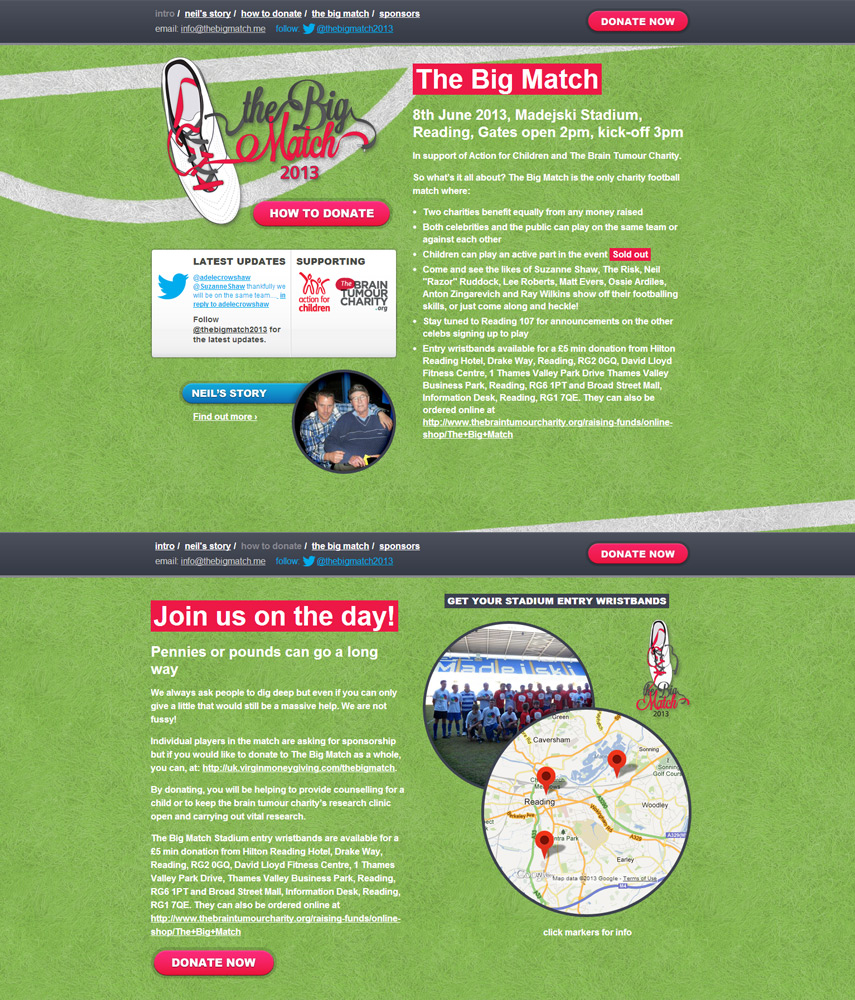 intro / neil's story / how to donate / the big match / sponsors
email: info@thebigmatch.me follow: @thebigmatch2013
DONATE NOW
the Big
Match
2013
HOW TO DONATE
LATEST UPDATES
@adelecrowshaw
@SuzanneShaw thankfully we
will be on the same team..., in
reply to adelecrowshaw
Follow
@thebigmatch2013 for
the latest updates.
SUPPORTING
action for
children
The BRAIN
TUMOUR
CHARITY
.org
NEIL'S STORY
Find out more ›
The Big Match
8th June 2013, Madejski Stadium,
Reading, Gates open 2pm, kick-off 3pm
In support of Action for Children and The Brain Tumour Charity.
So what's it all about? The Big Match is the only charity football
match where:
• Two charities benefit equally from any money raised
• Both celebrities and the public can play on the same team or
against each other
• Children can play an active part in the event Sold out
• Come and see the likes of Suzanne Shaw, The Risk, Neil
"Razor" Ruddock, Lee Roberts, Matt Evers, Ossie Ardiles,
Anton Zingarevich and Ray Wilkins show off their footballing
skills, or just come along and heckle!
• Stay tuned to Reading 107 for announcements on the other
celebs signing up to play
• Entry wristbands available for a £5 min donation from Hilton
Reading Hotel, Drake Way, Reading, RG2 0GQ, David Lloyd
Fitness Centre, 1 Thames Valley Park Drive Thames Valley
Business Park, Reading, RG6 1PT and Broad Street Mall,
Information Desk, Reading, RG1 7QE. They can also be
ordered online at
http://www.thebraintumourcharity.org/raising-funds/online-
shop/The+Big+Match
intro / neil's story / how to donate / the big match / sponsors
email: info@thebigmatch.me follow: @thebigmatch2013
DONATE NOW
Join us on the day!
Pennies or pounds can go a long
way
We always ask people to dig deep but even if you can only
give a little that would still be a massive help. We are not
fussy!
Individual players in the match are asking for sponsorship
but if you would like to donate to The Big Match as a whole,
you can, at: http://uk.virginmoneygiving.com/thebigmatch.
By donating, you will be helping to provide counselling for a
child or to keep the brain tumour charity's research clinic
open and carrying out vital research.
The Big Match Stadium entry wristbands are available for a
£5 min donation from Hilton Reading Hotel, Drake Way,
Reading, RG2 0GQ, David Lloyd Fitness Centre, 1 Thames
Valley Park Drive, Thames Valley Business Park, Reading,
RG6 1PT and Broad Street Mall, Information Desk, Reading,
RG1 7QE. They can also be ordered online at
http://www.thebraintumourcharity.org/raising-funds/online-
shop/The+Big+Match
DONATE NOW
GET YOUR STADIUM ENTRY WRISTBANDS
Madejski
the Big
Match
2013
Green
Caversham
Sonning
Sonning
Golf Cours
Reading
Woodley
Berkeley Ave
A329/M
Earley
M4
Map data ©2013 Google - Terms of Use
click markers for info